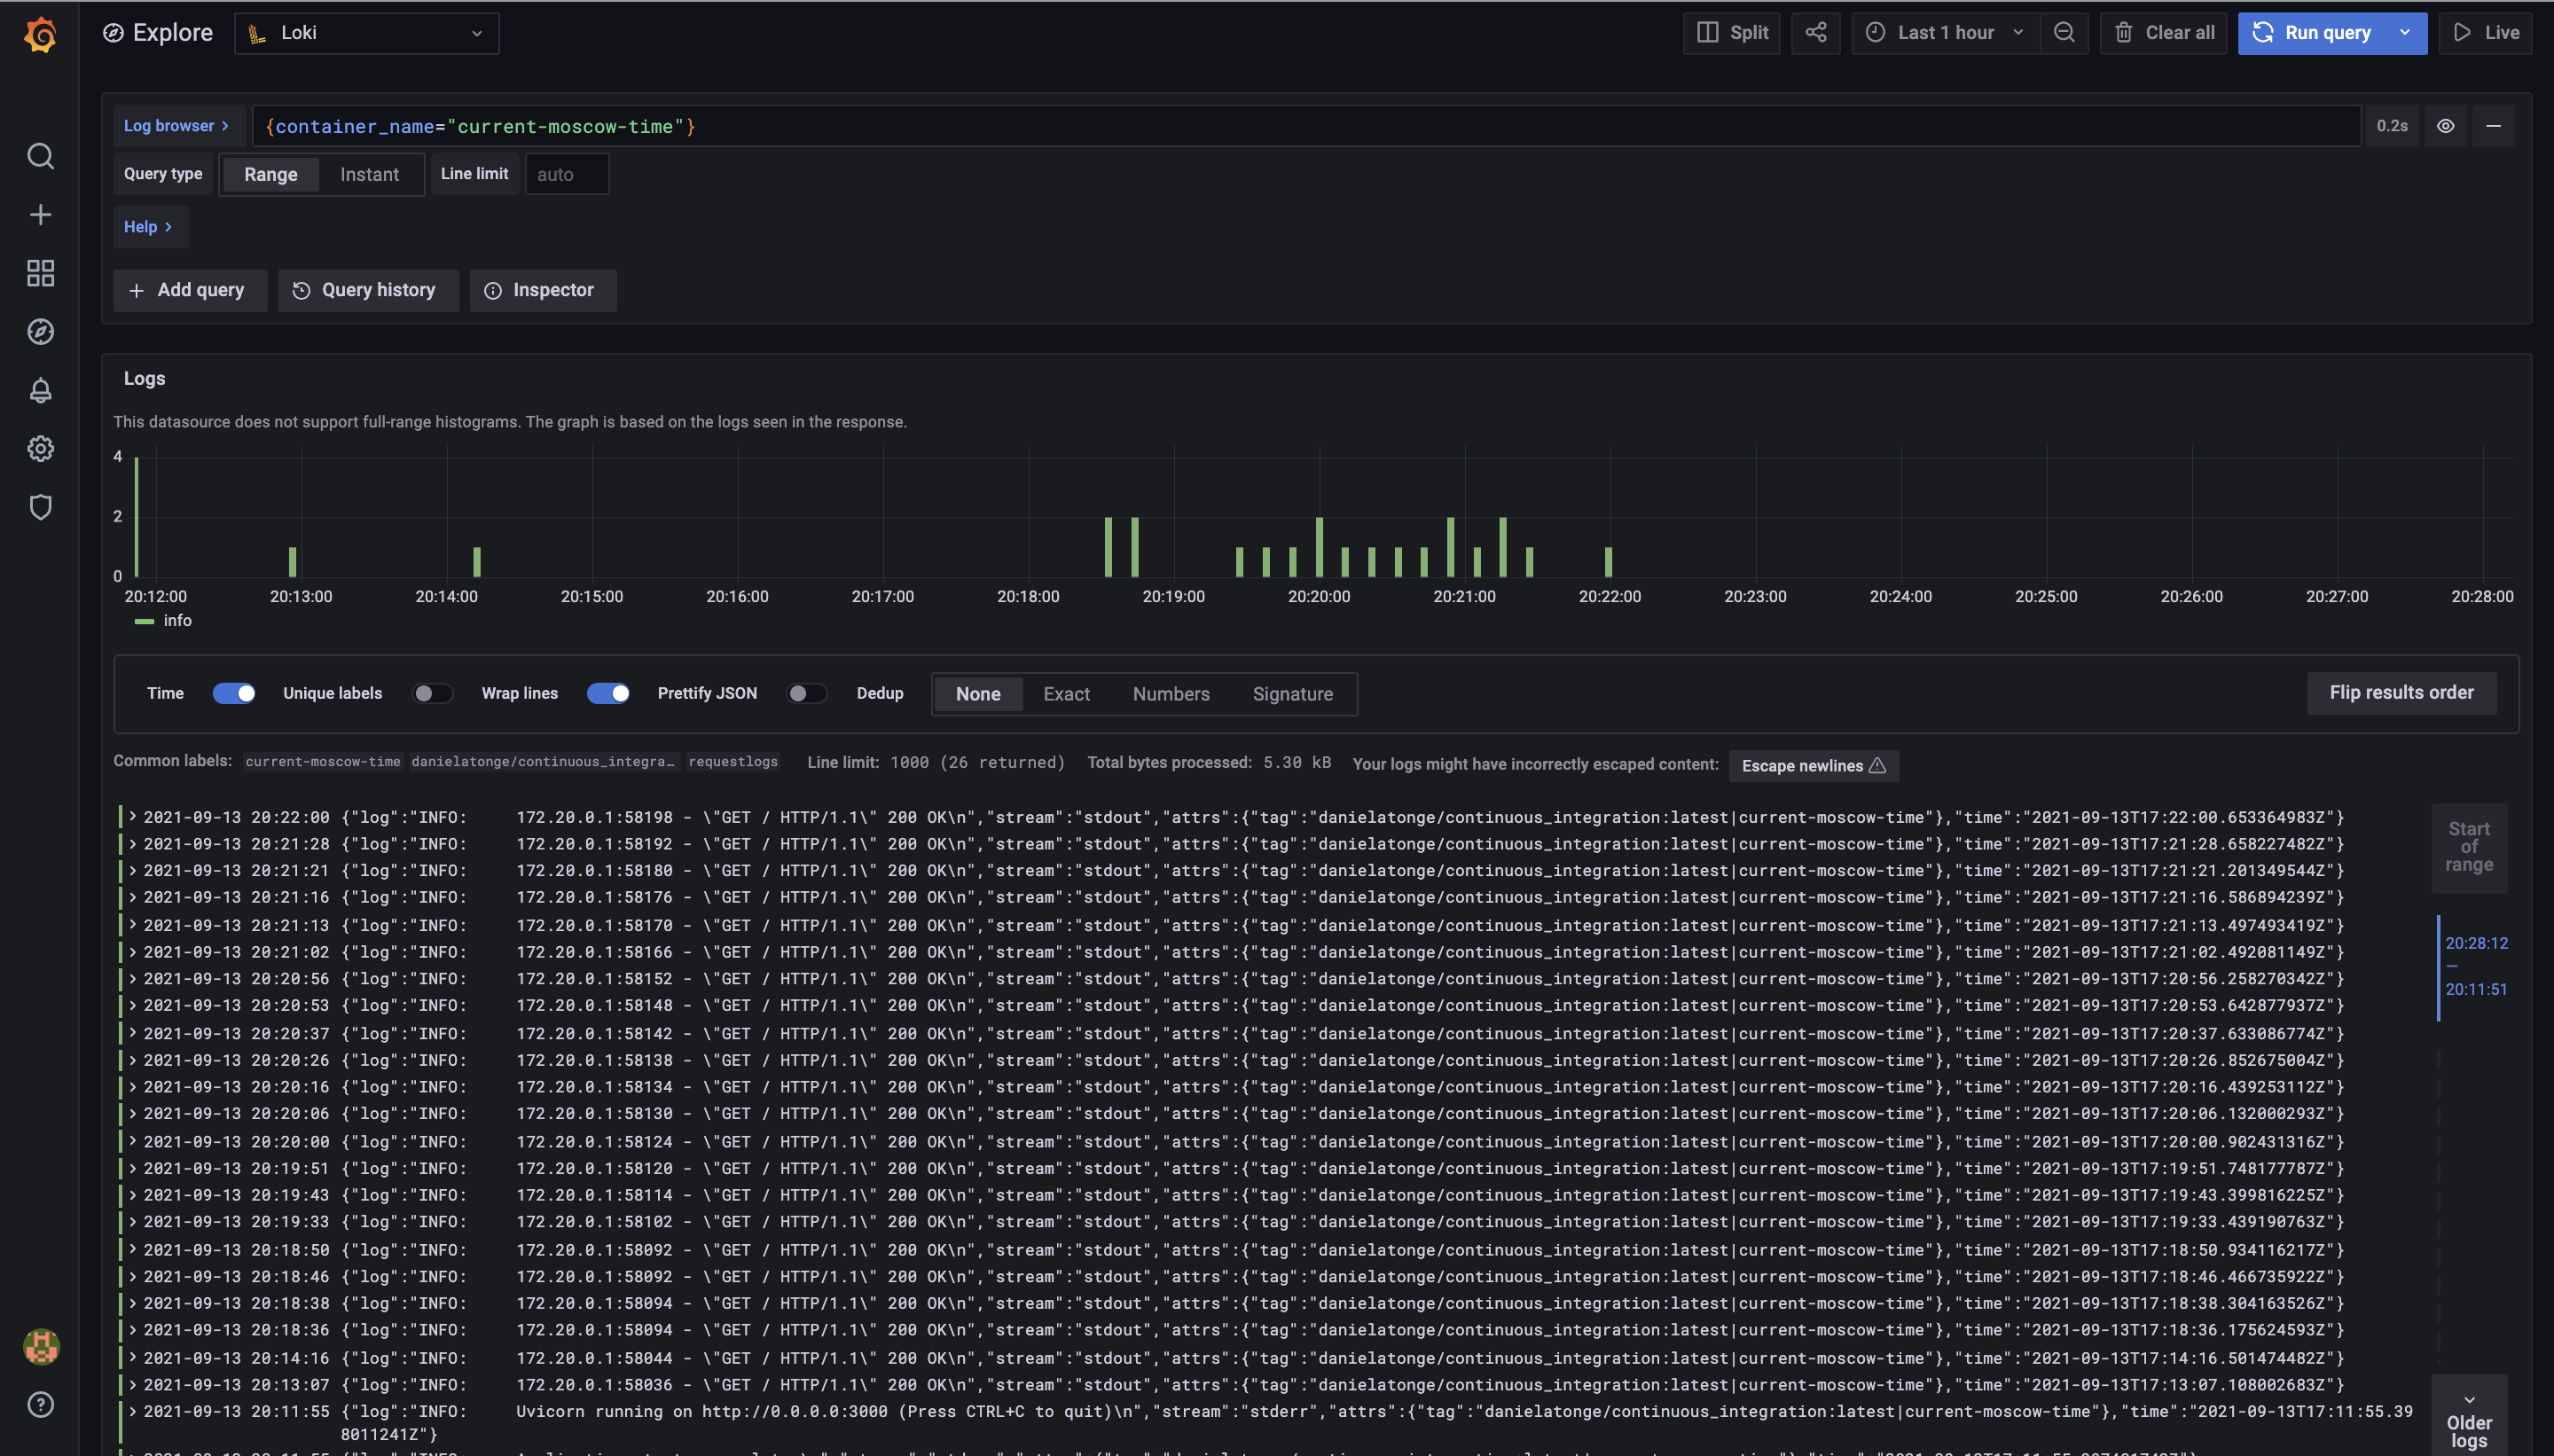 Explore Loki Split Last 1 hour Clear all Run query Live
Log browser > {container_name="current-moscow-time"} 0.2s
Query type Range Instant Line limit auto
Help >
+ Add query Query history Inspector
Logs
This datasource does not support full-range histograms. The graph is based on the logs seen in the response.
4
2
0
20:12:00 20:13:00 20:14:00 20:15:00 20:16:00 20:17:00 20:18:00 20:19:00 20:20:00 20:21:00 20:22:00 20:23:00 20:24:00 20:25:00 20:26:00 20:27:00 20:28:00
info
Time Unique labels Wrap lines Prettify JSON Dedup None Exact Numbers Signature Flip results order
Common labels: current-moscow-time danielatonge/continuous_integra… requestlogs Line limit: 1000 (26 returned) Total bytes processed: 5.30 kB Your logs might have incorrectly escaped content: Escape newlines
> 2021-09-13 20:22:00 {"log":"INFO: 172.20.0.1:58198 - \"GET / HTTP/1.1\" 200 OK\n","stream":"stdout","attrs":{"tag":"danielatonge/continuous_integration:latest|current-moscow-time"},"time":"2021-09-13T17:22:00.653364983Z"}
> 2021-09-13 20:21:28 {"log":"INFO: 172.20.0.1:58192 - \"GET / HTTP/1.1\" 200 OK\n","stream":"stdout","attrs":{"tag":"danielatonge/continuous_integration:latest|current-moscow-time"},"time":"2021-09-13T17:21:28.658227482Z"}
> 2021-09-13 20:21:21 {"log":"INFO: 172.20.0.1:58180 - \"GET / HTTP/1.1\" 200 OK\n","stream":"stdout","attrs":{"tag":"danielatonge/continuous_integration:latest|current-moscow-time"},"time":"2021-09-13T17:21:21.201349544Z"}
> 2021-09-13 20:21:16 {"log":"INFO: 172.20.0.1:58176 - \"GET / HTTP/1.1\" 200 OK\n","stream":"stdout","attrs":{"tag":"danielatonge/continuous_integration:latest|current-moscow-time"},"time":"2021-09-13T17:21:16.586894239Z"}
> 2021-09-13 20:21:13 {"log":"INFO: 172.20.0.1:58170 - \"GET / HTTP/1.1\" 200 OK\n","stream":"stdout","attrs":{"tag":"danielatonge/continuous_integration:latest|current-moscow-time"},"time":"2021-09-13T17:21:13.497493419Z"}
> 2021-09-13 20:21:02 {"log":"INFO: 172.20.0.1:58166 - \"GET / HTTP/1.1\" 200 OK\n","stream":"stdout","attrs":{"tag":"danielatonge/continuous_integration:latest|current-moscow-time"},"time":"2021-09-13T17:21:02.492081149Z"}
> 2021-09-13 20:20:56 {"log":"INFO: 172.20.0.1:58152 - \"GET / HTTP/1.1\" 200 OK\n","stream":"stdout","attrs":{"tag":"danielatonge/continuous_integration:latest|current-moscow-time"},"time":"2021-09-13T17:20:56.258270342Z"}
> 2021-09-13 20:20:53 {"log":"INFO: 172.20.0.1:58148 - \"GET / HTTP/1.1\" 200 OK\n","stream":"stdout","attrs":{"tag":"danielatonge/continuous_integration:latest|current-moscow-time"},"time":"2021-09-13T17:20:53.642877937Z"}
> 2021-09-13 20:20:37 {"log":"INFO: 172.20.0.1:58142 - \"GET / HTTP/1.1\" 200 OK\n","stream":"stdout","attrs":{"tag":"danielatonge/continuous_integration:latest|current-moscow-time"},"time":"2021-09-13T17:20:37.633086774Z"}
> 2021-09-13 20:20:26 {"log":"INFO: 172.20.0.1:58138 - \"GET / HTTP/1.1\" 200 OK\n","stream":"stdout","attrs":{"tag":"danielatonge/continuous_integration:latest|current-moscow-time"},"time":"2021-09-13T17:20:26.852675004Z"}
> 2021-09-13 20:20:16 {"log":"INFO: 172.20.0.1:58134 - \"GET / HTTP/1.1\" 200 OK\n","stream":"stdout","attrs":{"tag":"danielatonge/continuous_integration:latest|current-moscow-time"},"time":"2021-09-13T17:20:16.439253112Z"}
> 2021-09-13 20:20:06 {"log":"INFO: 172.20.0.1:58130 - \"GET / HTTP/1.1\" 200 OK\n","stream":"stdout","attrs":{"tag":"danielatonge/continuous_integration:latest|current-moscow-time"},"time":"2021-09-13T17:20:06.132000293Z"}
> 2021-09-13 20:20:00 {"log":"INFO: 172.20.0.1:58124 - \"GET / HTTP/1.1\" 200 OK\n","stream":"stdout","attrs":{"tag":"danielatonge/continuous_integration:latest|current-moscow-time"},"time":"2021-09-13T17:20:00.902431316Z"}
> 2021-09-13 20:19:51 {"log":"INFO: 172.20.0.1:58120 - \"GET / HTTP/1.1\" 200 OK\n","stream":"stdout","attrs":{"tag":"danielatonge/continuous_integration:latest|current-moscow-time"},"time":"2021-09-13T17:19:51.748177787Z"}
> 2021-09-13 20:19:43 {"log":"INFO: 172.20.0.1:58114 - \"GET / HTTP/1.1\" 200 OK\n","stream":"stdout","attrs":{"tag":"danielatonge/continuous_integration:latest|current-moscow-time"},"time":"2021-09-13T17:19:43.399816225Z"}
> 2021-09-13 20:19:33 {"log":"INFO: 172.20.0.1:58102 - \"GET / HTTP/1.1\" 200 OK\n","stream":"stdout","attrs":{"tag":"danielatonge/continuous_integration:latest|current-moscow-time"},"time":"2021-09-13T17:19:33.439190763Z"}
> 2021-09-13 20:18:50 {"log":"INFO: 172.20.0.1:58092 - \"GET / HTTP/1.1\" 200 OK\n","stream":"stdout","attrs":{"tag":"danielatonge/continuous_integration:latest|current-moscow-time"},"time":"2021-09-13T17:18:50.934116217Z"}
> 2021-09-13 20:18:46 {"log":"INFO: 172.20.0.1:58092 - \"GET / HTTP/1.1\" 200 OK\n","stream":"stdout","attrs":{"tag":"danielatonge/continuous_integration:latest|current-moscow-time"},"time":"2021-09-13T17:18:46.466735922Z"}
> 2021-09-13 20:18:38 {"log":"INFO: 172.20.0.1:58094 - \"GET / HTTP/1.1\" 200 OK\n","stream":"stdout","attrs":{"tag":"danielatonge/continuous_integration:latest|current-moscow-time"},"time":"2021-09-13T17:18:38.304163526Z"}
> 2021-09-13 20:18:36 {"log":"INFO: 172.20.0.1:58094 - \"GET / HTTP/1.1\" 200 OK\n","stream":"stdout","attrs":{"tag":"danielatonge/continuous_integration:latest|current-moscow-time"},"time":"2021-09-13T17:18:36.175624593Z"}
> 2021-09-13 20:14:16 {"log":"INFO: 172.20.0.1:58044 - \"GET / HTTP/1.1\" 200 OK\n","stream":"stdout","attrs":{"tag":"danielatonge/continuous_integration:latest|current-moscow-time"},"time":"2021-09-13T17:14:16.501474482Z"}
> 2021-09-13 20:13:07 {"log":"INFO: 172.20.0.1:58036 - \"GET / HTTP/1.1\" 200 OK\n","stream":"stdout","attrs":{"tag":"danielatonge/continuous_integration:latest|current-moscow-time"},"time":"2021-09-13T17:13:07.108002683Z"}
> 2021-09-13 20:11:55 {"log":"INFO: Uvicorn running on http://0.0.0.0:3000 (Press CTRL+C to quit)\n","stream":"stderr","attrs":{"tag":"danielatonge/continuous_integration:latest|current-moscow-time"},"time":"2021-09-13T17:11:55.39
8011241Z"}
Start
of
range
20:28:12
—
20:11:51
Older
logs